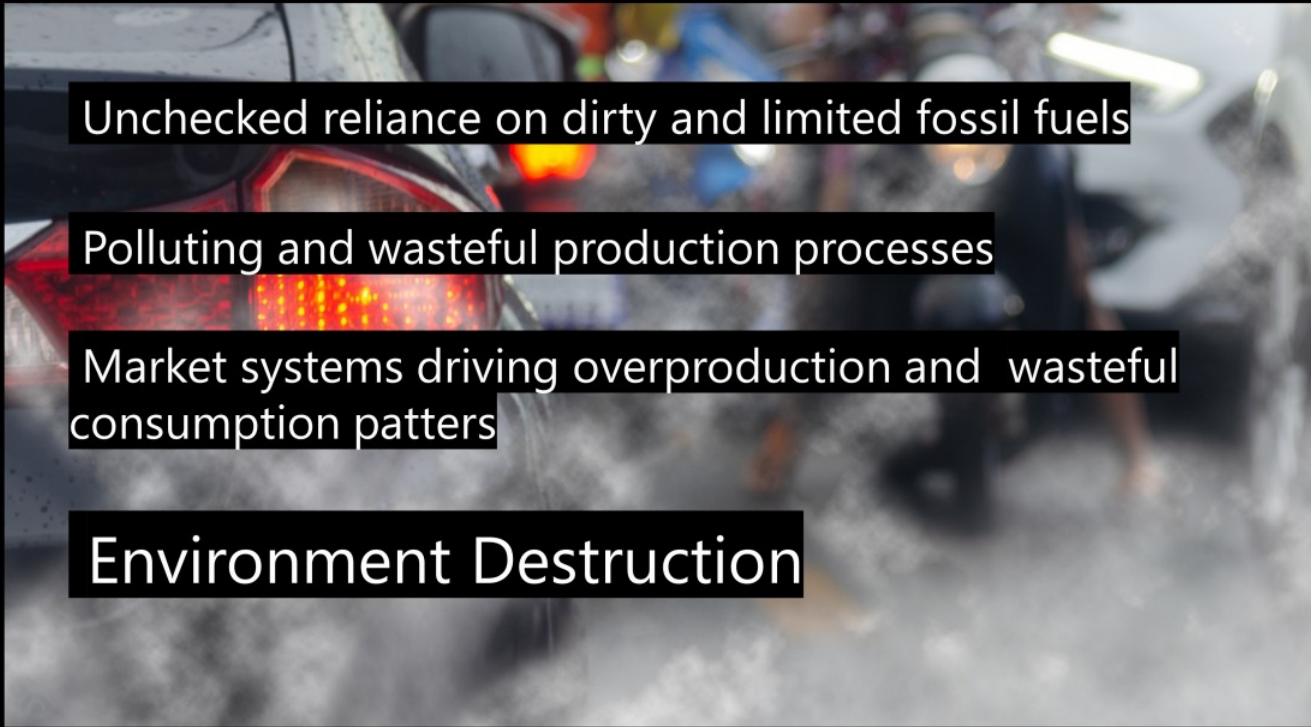 Unchecked reliance on dirty and limited fossil fuels
Polluting and wasteful production processes
Market systems driving overproduction and  wasteful
consumption patters
Environment Destruction